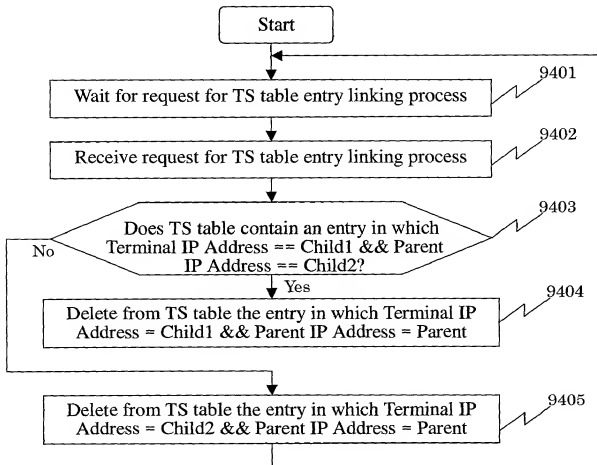 Start
9401
Wait for request for TS table entry linking process
9402
Receive request for TS table entry linking process
9403
Does TS table contain an entry in which
Terminal IP Address == Child1 && Parent
IP Address == Child2?
No
Yes
9404
Delete from TS table the entry in which Terminal IP
Address = Child1 && Parent IP Address = Parent
9405
Delete from TS table the entry in which Terminal IP
Address = Child2 && Parent IP Address = Parent